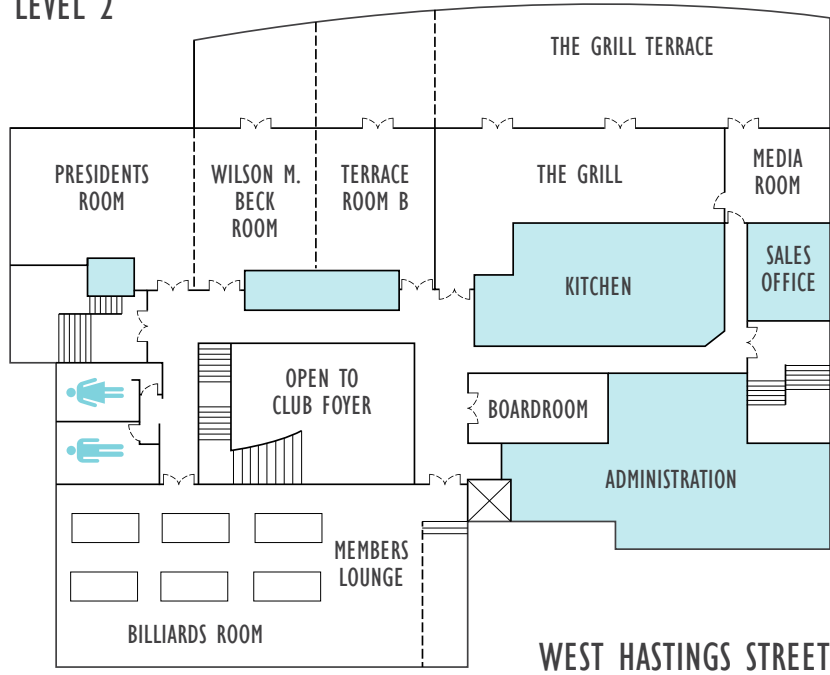 LEVEL 2
THE GRILL TERRACE
PRESIDENTS
ROOM
WILSON M.
BECK
ROOM
TERRACE
ROOM B
THE GRILL
MEDIA
ROOM
KITCHEN
SALES
OFFICE
OPEN TO
CLUB FOYER
BOARDROOM
ADMINISTRATION
MEMBERS
LOUNGE
BILLIARDS ROOM
WEST HASTINGS STREET